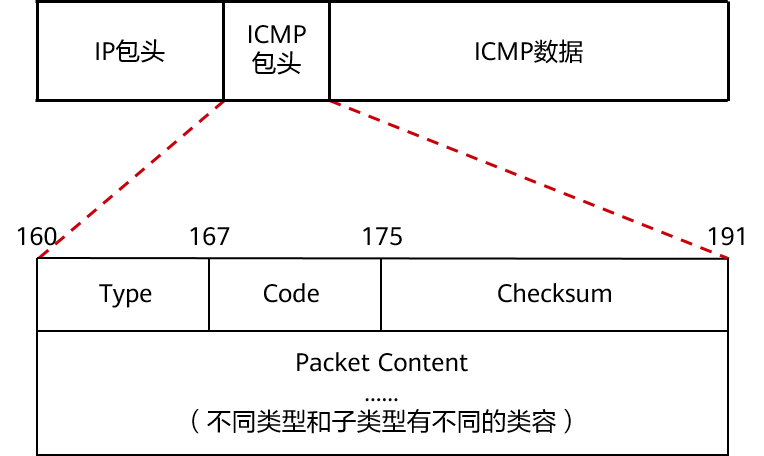 IP包头
ICMP
包头
ICMP数据
160 167 175 191
Type Code Checksum
Packet Content
......
（不同类型和子类型有不同的类容）